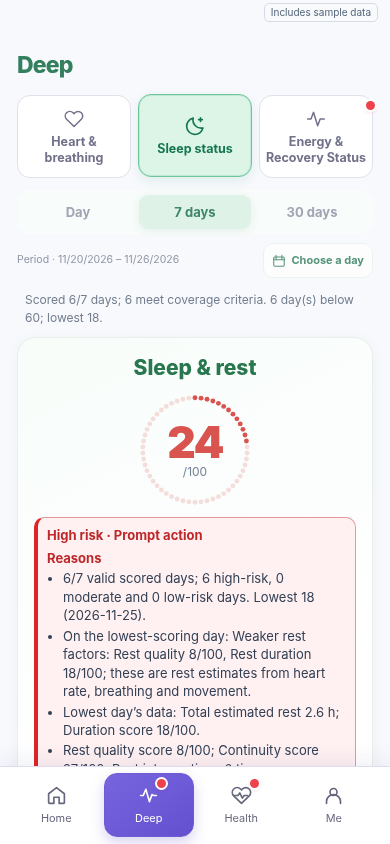 Includes sample data
Deep
Heart &
breathing
Sleep status
Energy &
Recovery Status
Day
7 days
30 days
Period · 11/20/2026 – 11/26/2026
Choose a day
Scored 6/7 days; 6 meet coverage criteria. 6 day(s) below
60; lowest 18.
Sleep & rest
24
/100
High risk · Prompt action
Reasons
• 6/7 valid scored days; 6 high-risk, 0
moderate and 0 low-risk days. Lowest 18
(2026-11-25).
• On the lowest-scoring day: Weaker rest
factors: Rest quality 8/100, Rest duration
18/100; these are rest estimates from heart
rate, breathing and movement.
• Lowest day’s data: Total estimated rest 2.6 h;
Duration score 18/100.
• Rest quality score 8/100; Continuity score
Home
Deep
Health
Me